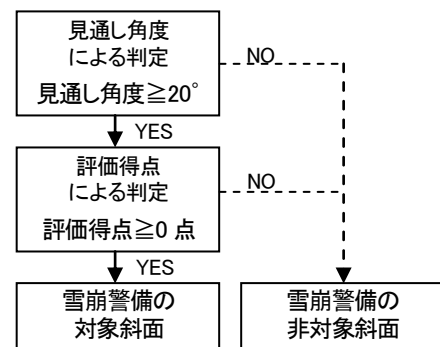 見通し角度
による判定
見通し角度≧20°
NO
YES
評価得点
による判定
評価得点≧0 点
NO
YES
雪崩警備の
対象斜面
雪崩警備の
非対象斜面